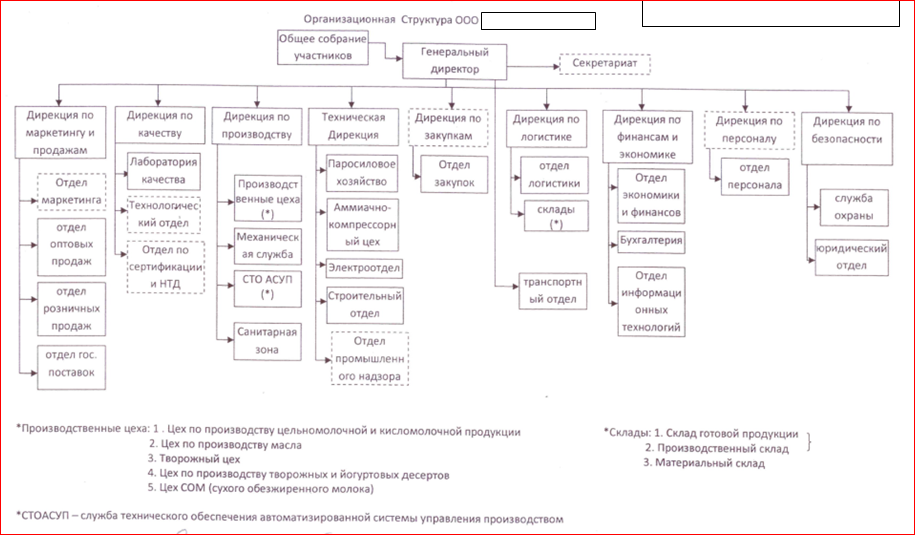 Организационная Структура ООО
Общее собрание
участников
Генеральный
директор
Секретариат
Дирекция по
маркетингу и
продажам
Дирекция по
качеству
Дирекция по
производству
Техническая
Дирекция
Дирекция по
закупкам
Дирекция по
логистике
Дирекция по
финансам и
экономике
Дирекция по
персоналу
Дирекция по
безопасности
Отдел
маркетинга
отдел
оптовых
продаж
отдел
розничных
продаж
отдел гос.
поставок
Лаборатория
качества
Технологичес
кий отдел
Отдел по
сертификации
и НТД
Производст
венные цеха
(*)
Механичес
кая служба
СТО АСУП
(*)
Санитарная
зона
Паросиловое
хозяйство
Аммиачно-
компрессорн
ый цех
Электроотдел
Строительный
отдел
Отдел
промышленн
ого надзора
Отдел
закупок
отдел
логистики
склады
(*)
транспортн
ый отдел
Отдел
экономики
и финансов
Бухгалтерия
Отдел
информаци
онных
технологий
отдел
персонала
служба
охраны
юридический
отдел
*Производственные цеха: 1 . Цех по производству цельномолочной и кисломолочной продукции
2. Цех по производству масла
3. Творожный цех
4. Цех по производству творожных и йогуртовых десертов
5. Цех СОМ (сухого обезжиренного молока)
*Склады: 1. Склад готовой продукции
2. Производственный склад
3. Материальный склад
*СТОАСУП – служба технического обеспечения автоматизированной системы управления производством